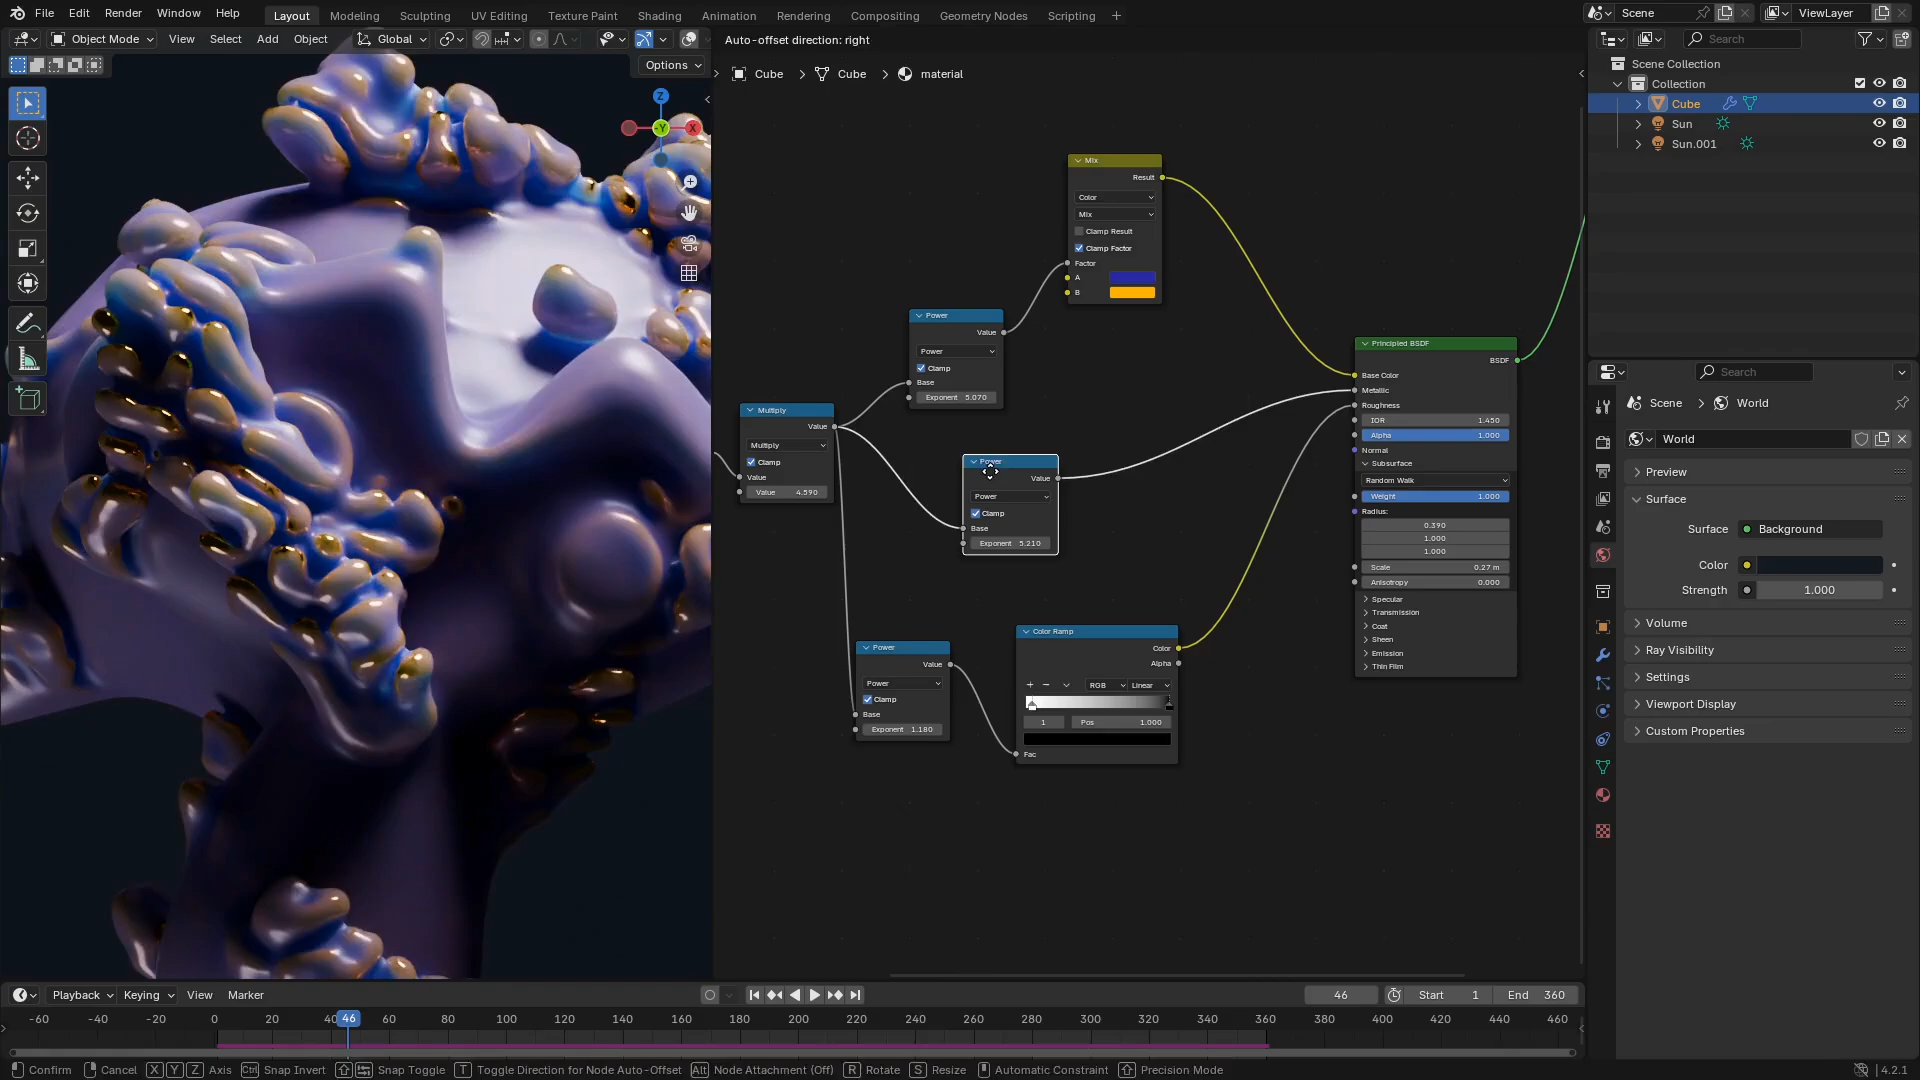 File Edit Render Window Help Layout Modeling Sculpting UV Editing Texture Paint Shading Animation Rendering Compositing Geometry Nodes Scripting + Scene ViewLayer
Object Mode View Select Add Object Global Auto-offset direction: right Search
Options Cube Cube material
Z
-Y X
Scene Collection
Collection
Cube
Sun
Sun.001
Mix
Result
Color
Mix
Clamp Result
Clamp Factor
Factor
A
B
Power
Value
Power
Clamp
Base
Exponent 5.070
Multiply
Value
Multiply
Clamp
Value
Value 4.590
Power
Value
Power
Clamp
Base
Exponent 5.210
Power
Value
Power
Clamp
Base
Exponent 1.180
Color Ramp
Color
Alpha
RGB Linear
1 Pos 1.000
Fac
Principled BSDF
BSDF
Base Color
Metallic
Roughness
IOR 1.450
Alpha 1.000
Normal
Subsurface
Random Walk
Weight 1.000
Radius:
0.390
1.000
1.000
Scale 0.27 m
Anisotropy 0.000
Specular
Transmission
Coat
Sheen
Emission
Thin Film
Search
Scene World
World
Preview
Surface
Surface Background
Color
Strength 1.000
Volume
Ray Visibility
Settings
Viewport Display
Custom Properties
Playback Keying View Marker 46 Start 1 End 360
-60 -40 -20 0 20 40 46 60 80 100 120 140 160 180 200 220 240 260 280 300 320 340 360 380 400 420 440 460
Confirm Cancel X Y Z Axis Ctrl Snap Invert Snap Toggle T Toggle Direction for Node Auto-Offset Alt Node Attachment (Off) R Rotate S Resize Automatic Constraint Precision Mode 4.2.1